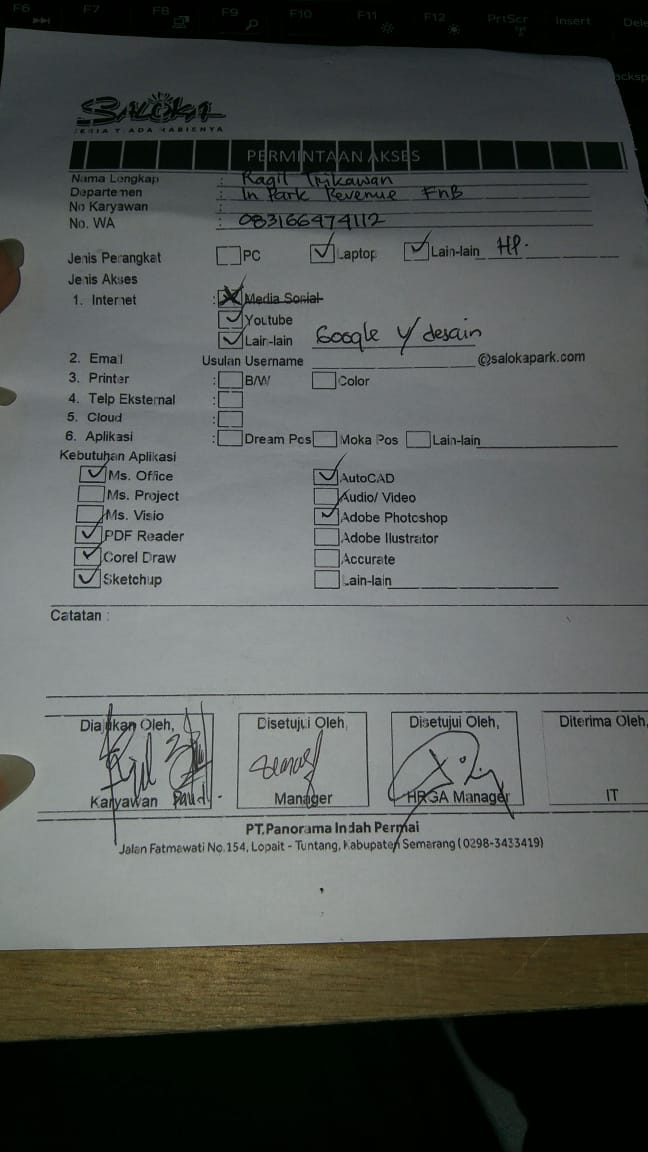 F6 F7 F8 F9 F10 F11 F12 PrtScr Insert Dele
Backsp
SALOKA
CERIA TIADA HABISNYA
PERMINTAAN AKSES
Nama Lengkap : Ragil Trikawan
Departemen : In Park Revenue FnB
No Karyawan :
No. WA : 083166474112
Jenis Perangkat PC Laptop Lain-lain HP.
Jenis Akses
1. Internet : Media Sosial
Youtube
Lain-lain Google y/ desain
2. Email Usulan Username @salokapark.com
3. Printer : B/W Color
4. Telp Eksternal :
5. Cloud :
6. Aplikasi : Dream Pos Moka Pos Lain-lain
Kebutuhan Aplikasi
Ms. Office AutoCAD
Ms. Project Audio/ Video
Ms. Visio Adobe Photoshop
PDF Reader Adobe Ilustrator
Corel Draw Accurate
Sketchup Lain-lain
Catatan :
Diajukan Oleh, Disetujui Oleh, Disetujui Oleh, Diterima Oleh,
Karyawan Manager HRGA Manager IT
PT.Panorama Indah Permai
Jalan Fatmawati No.154, Lopait - Tuntang, Kabupaten Semarang (0298-3433419)